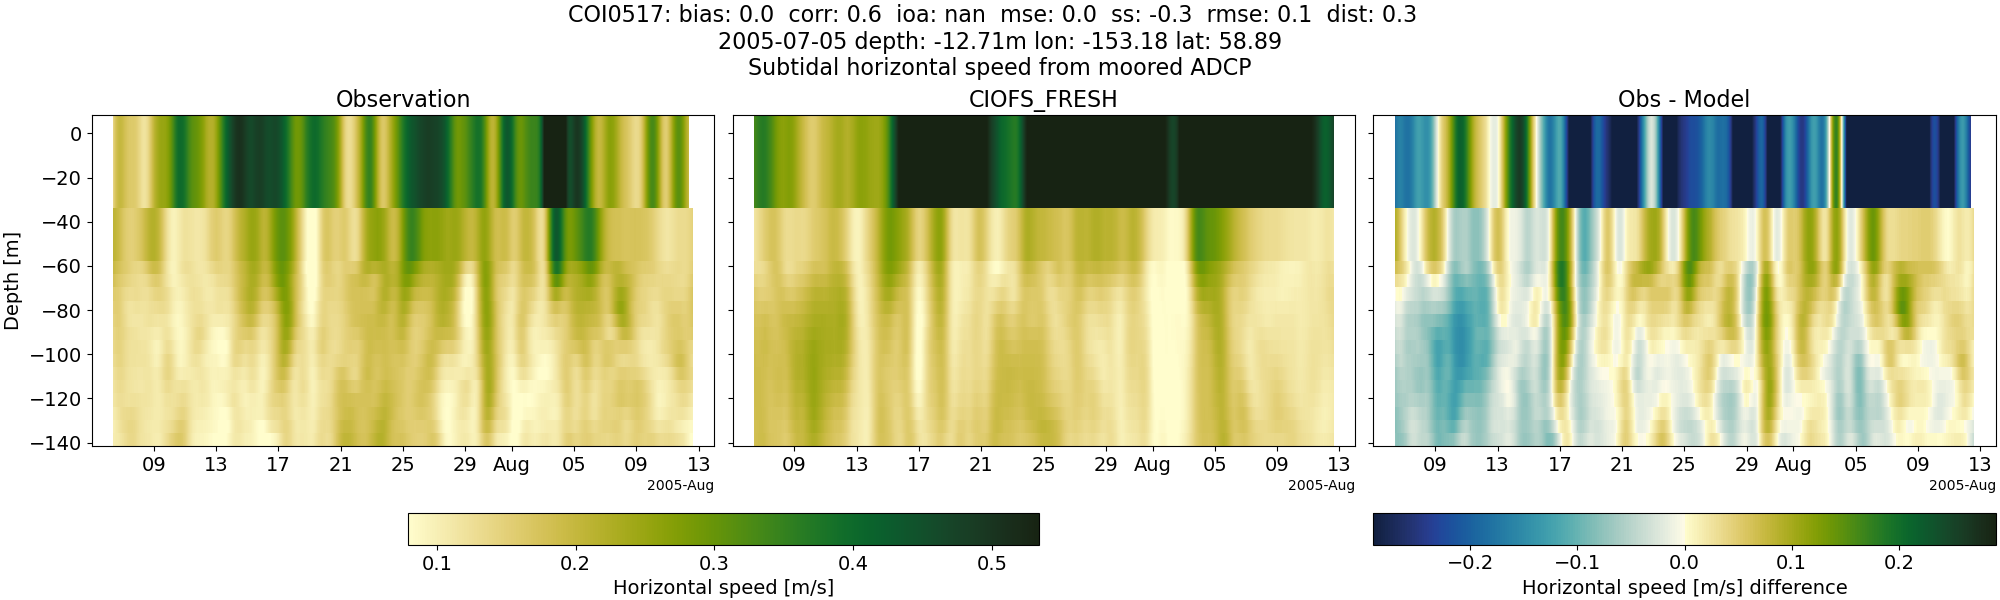 COI0517: bias: 0.0  corr: 0.6  ioa: nan  mse: 0.0  ss: -0.3  rmse: 0.1  dist: 0.3
2005-07-05 depth: -12.71m lon: -153.18 lat: 58.89
Subtidal horizontal speed from moored ADCP
Observation
CIOFS_FRESH
Obs - Model
Depth [m]
0
−20
−40
−60
−80
−100
−120
−140
09 13 17 21 25 29 Aug 05 09 13
2005-Aug
09 13 17 21 25 29 Aug 05 09 13
2005-Aug
09 13 17 21 25 29 Aug 05 09 13
2005-Aug
0.1 0.2 0.3 0.4 0.5
Horizontal speed [m/s]
−0.2 −0.1 0.0 0.1 0.2
Horizontal speed [m/s] difference